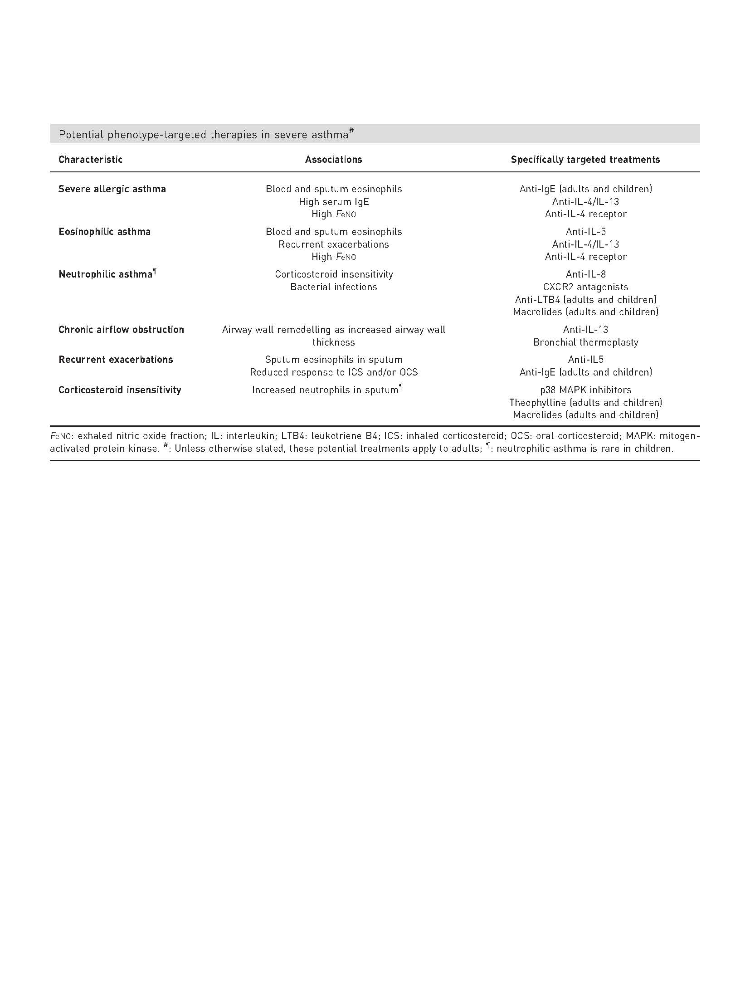 Potential phenotype-targeted therapies in severe asthma#
Characteristic Associations Specifically targeted treatments
Severe allergic asthma Blood and sputum eosinophils Anti-IgE (adults and children)
High serum IgE Anti-IL-4/IL-13
High FeNO Anti-IL-4 receptor
Eosinophilic asthma Blood and sputum eosinophils Anti-IL-5
Recurrent exacerbations Anti-IL-4/IL-13
High FeNO Anti-IL-4 receptor
Neutrophilic asthma¶ Corticosteroid insensitivity Anti-IL-8
Bacterial infections CXCR2 antagonists
Anti-LTB4 (adults and children)
Macrolides (adults and children)
Chronic airflow obstruction Airway wall remodelling as increased airway wall Anti-IL-13
thickness Bronchial thermoplasty
Recurrent exacerbations Sputum eosinophils in sputum Anti-IL5
Reduced response to ICS and/or OCS Anti-IgE (adults and children)
Corticosteroid insensitivity Increased neutrophils in sputum¶ p38 MAPK inhibitors
Theophylline (adults and children)
Macrolides (adults and children)
FeNO: exhaled nitric oxide fraction; IL: interleukin; LTB4: leukotriene B4; ICS: inhaled corticosteroid; OCS: oral corticosteroid; MAPK: mitogen-
activated protein kinase. #: Unless otherwise stated, these potential treatments apply to adults; ¶: neutrophilic asthma is rare in children.